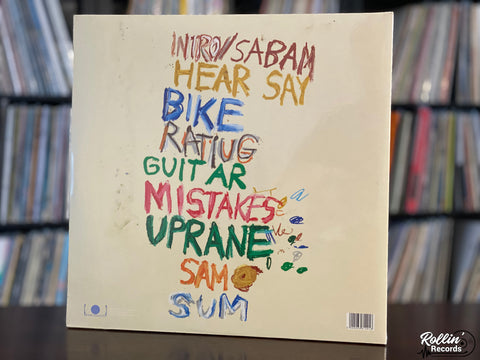 INTRO/SABAM
HEAR SAY
BIKE
RATIUG
GUITAR
MISTAKES
UPRANE
SAM
SUM
Rollin'
Records